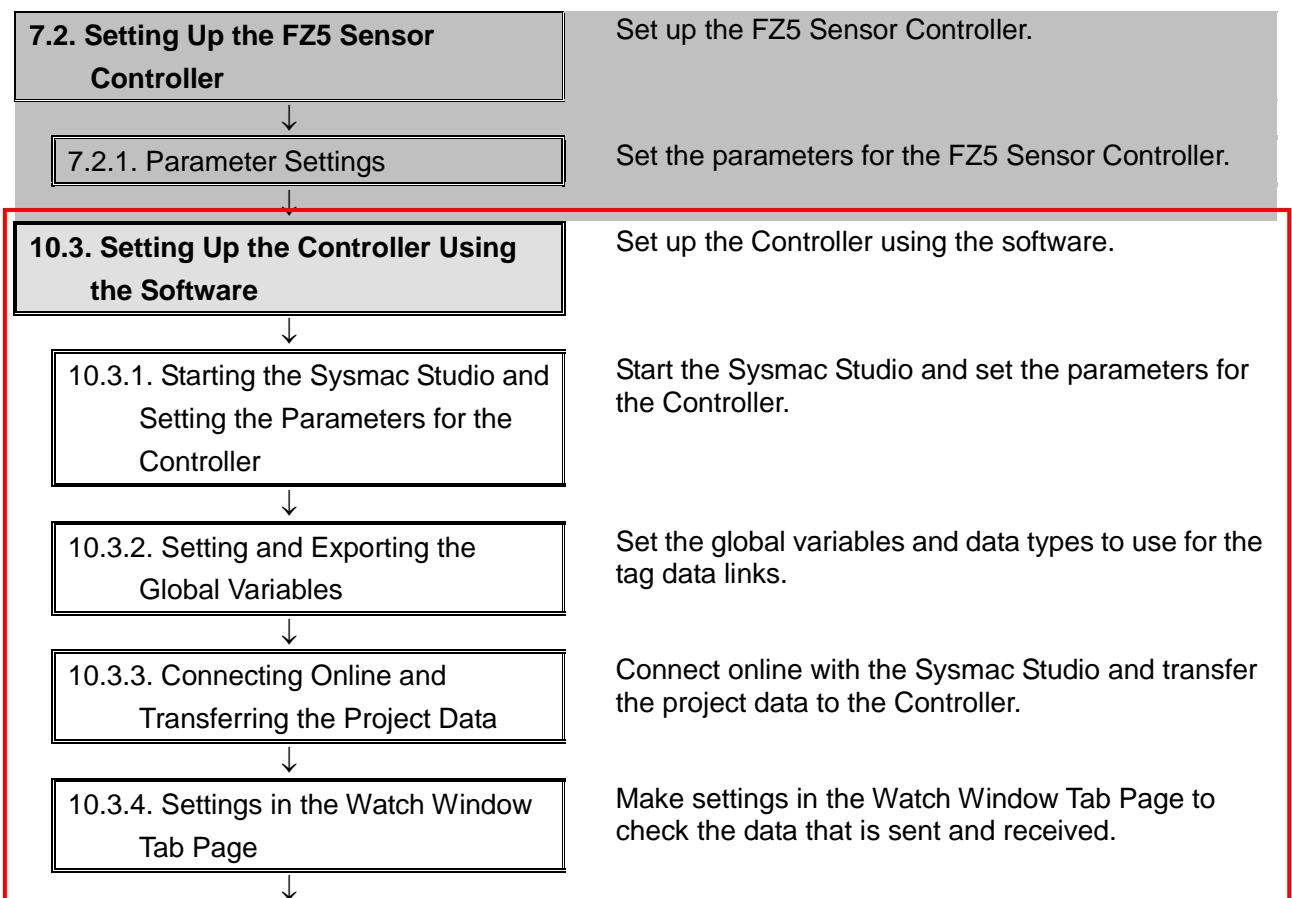 7.2. Setting Up the FZ5 Sensor
Controller
Set up the FZ5 Sensor Controller.
↓
7.2.1. Parameter Settings
Set the parameters for the FZ5 Sensor Controller.
↓
10.3. Setting Up the Controller Using
the Software
Set up the Controller using the software.
↓
10.3.1. Starting the Sysmac Studio and
Setting the Parameters for the
Controller
Start the Sysmac Studio and set the parameters for
the Controller.
↓
10.3.2. Setting and Exporting the
Global Variables
Set the global variables and data types to use for the
tag data links.
↓
10.3.3. Connecting Online and
Transferring the Project Data
Connect online with the Sysmac Studio and transfer
the project data to the Controller.
↓
10.3.4. Settings in the Watch Window
Tab Page
Make settings in the Watch Window Tab Page to
check the data that is sent and received.
↓